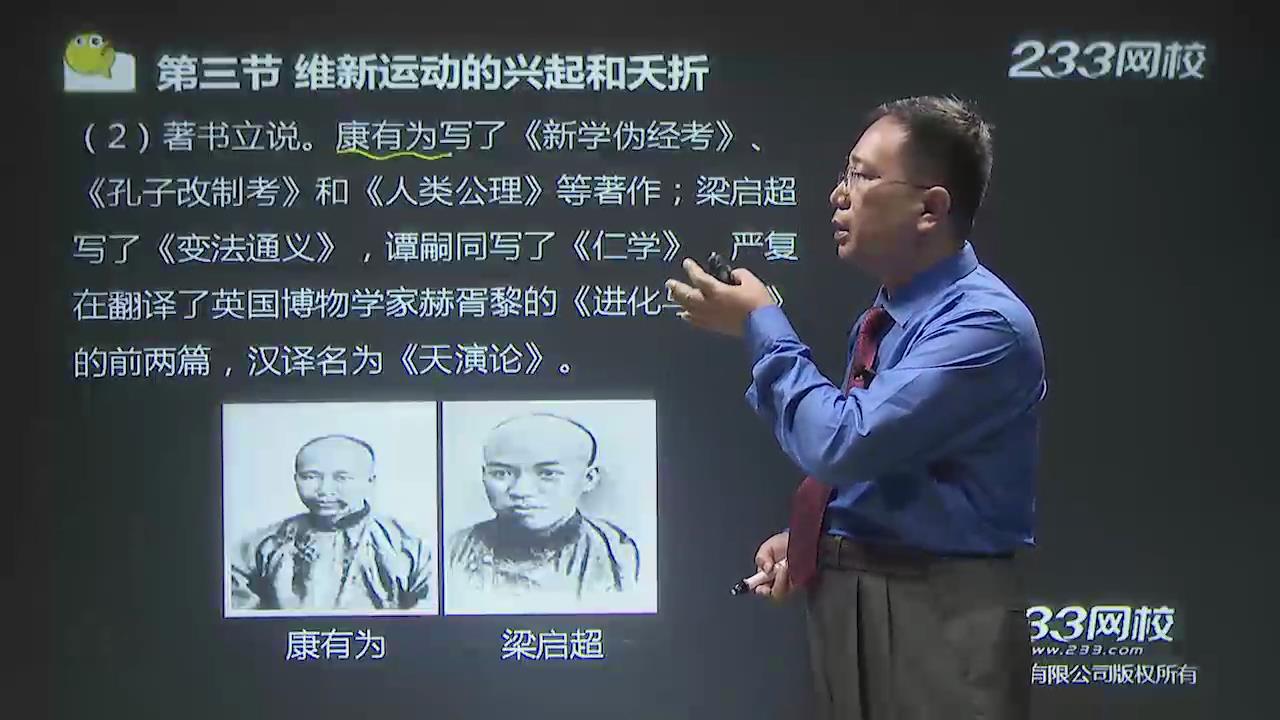 第三节 维新运动的兴起和夭折
233网校
（2）著书立说。康有为写了《新学伪经考》、
《孔子改制考》和《人类公理》等著作；梁启超
写了《变法通义》，谭嗣同写了《仁学》，严复
在翻译了英国博物学家赫胥黎的《进化 》
的前两篇，汉译名为《天演论》。
康有为
梁启超
33网校
ww.233.com
有限公司版权所有